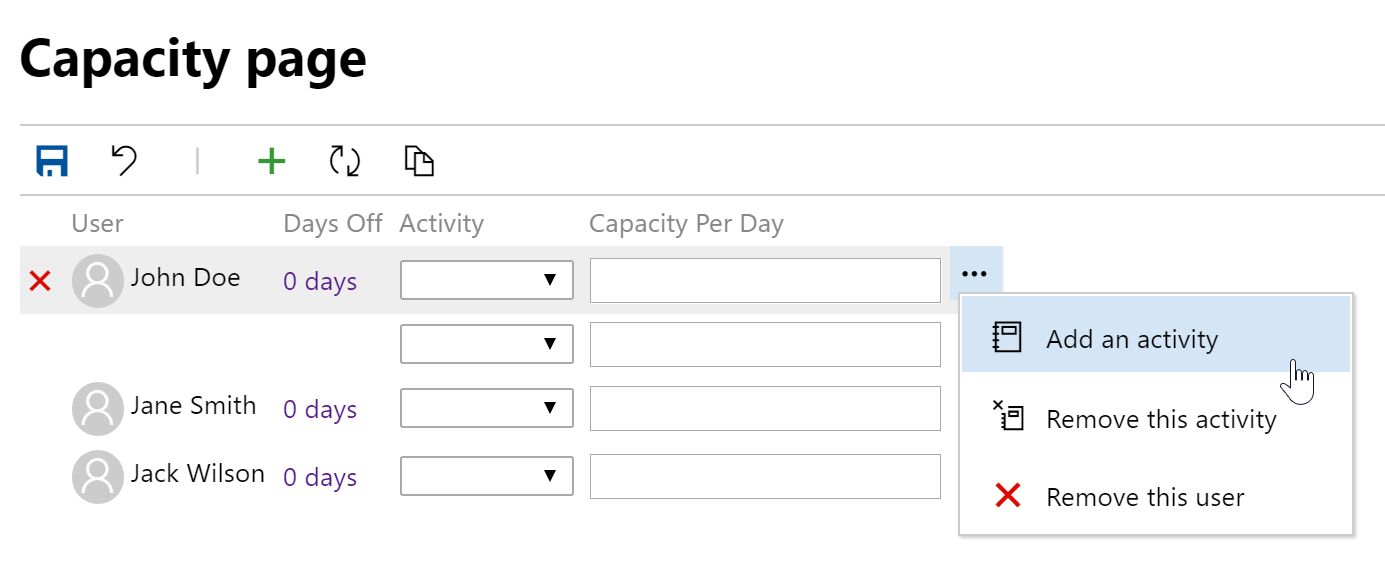 Capacity page
User Days Off Activity Capacity Per Day
John Doe 0 days
Add an activity
Jane Smith 0 days
Remove this activity
Jack Wilson 0 days
Remove this user